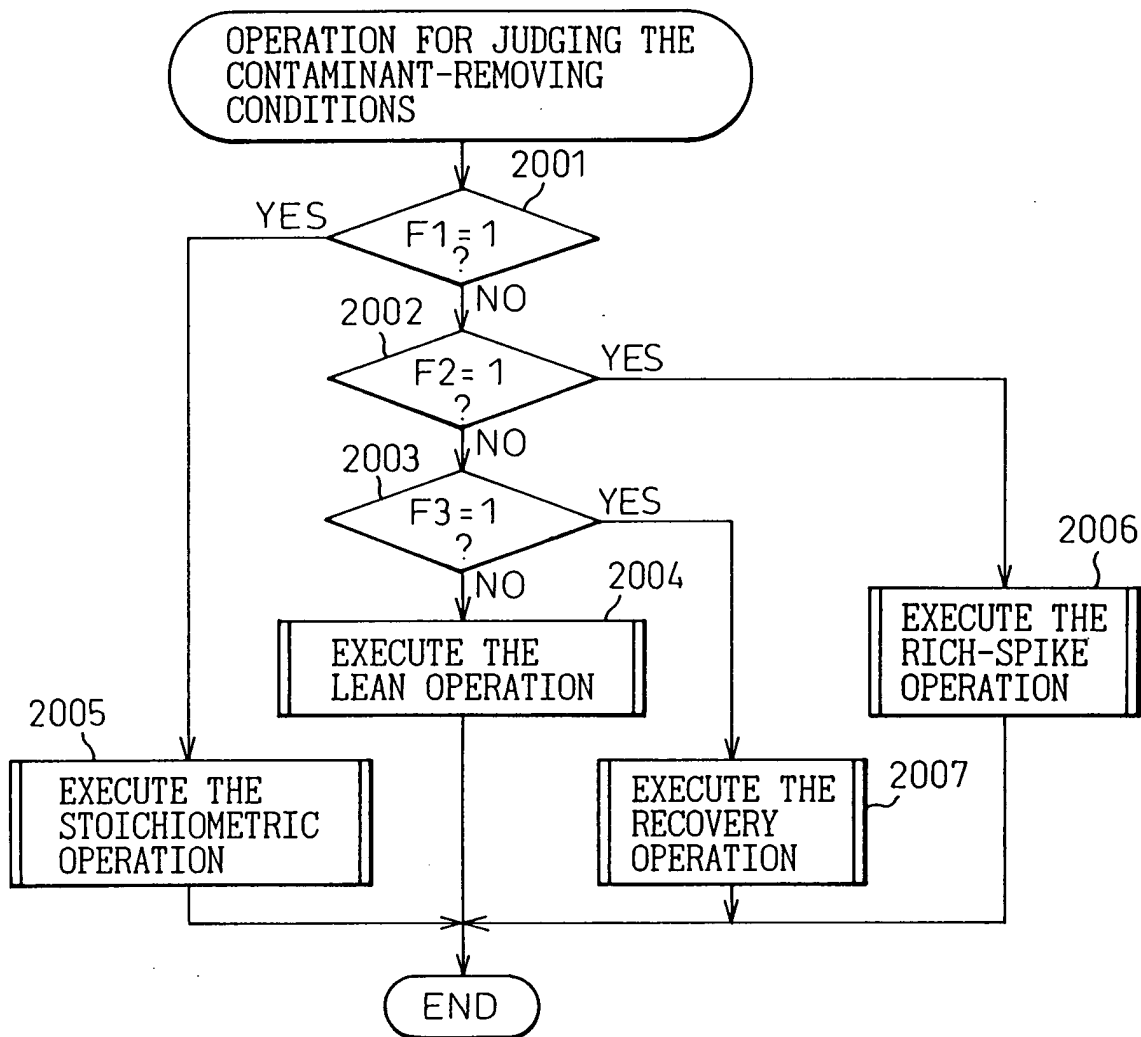 OPERATION FOR JUDGING THE
CONTAMINANT-REMOVING
CONDITIONS
2001
YES
F1=1
?
NO
2002
YES
F2=1
?
NO
2003
YES
F3=1
?
NO
2004
EXECUTE THE
LEAN OPERATION
2006
EXECUTE THE
RICH-SPIKE
OPERATION
2005
EXECUTE THE
STOICHIOMETRIC
OPERATION
2007
EXECUTE THE
RECOVERY
OPERATION
END